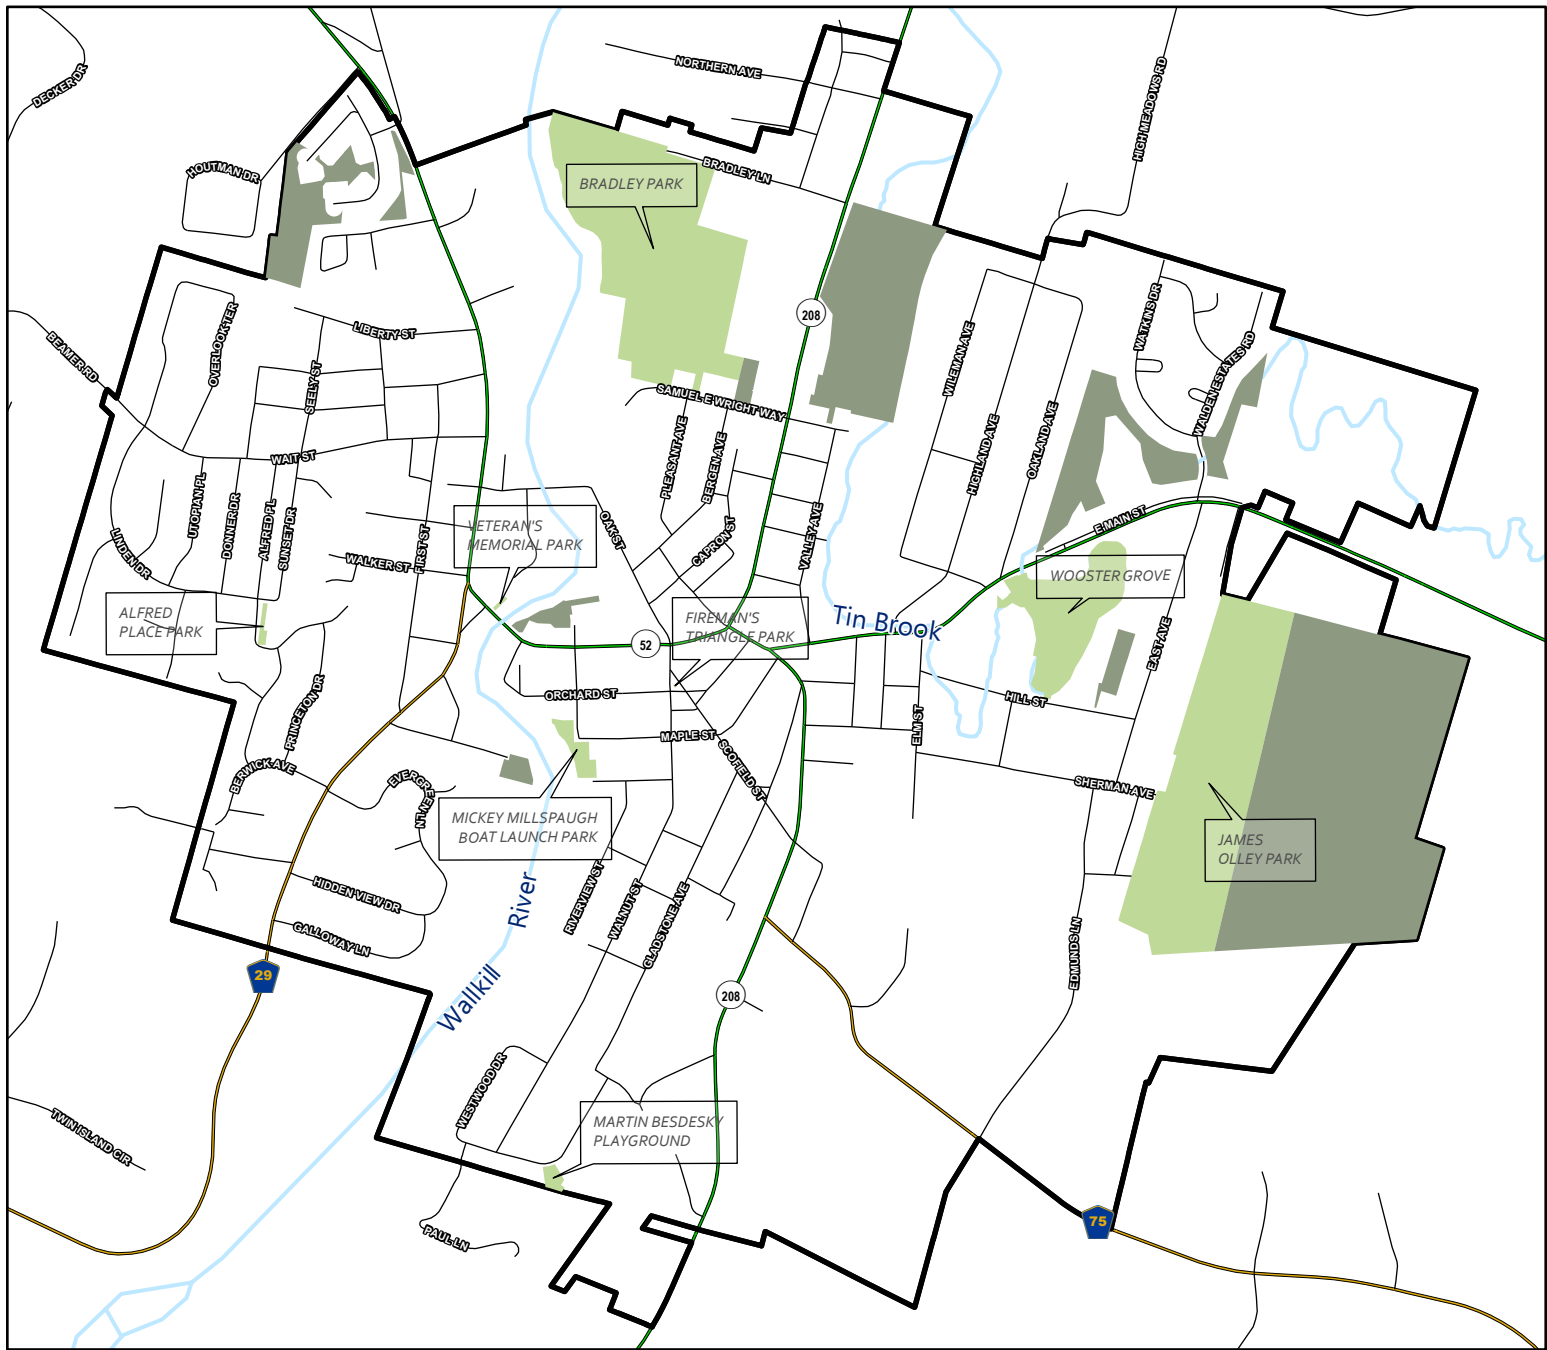 NORTHERN AVE
DECKER DR
HIGH MEADOWS RD
HOUTMAN DR
BRADLEY LN
BRADLEY PARK
208
OVERLOOK TER
LIBERTY ST
BEAMER RD
SEELY ST
WILEMAN AVE
WATKINS DR
WALDEN ESTATES RD
SAMUEL E WRIGHT WAY
PLEASANT AVE
BERGEN AVE
HIGHLAND AVE
OAKLAND AVE
WAIT ST
UTOPIAN PL
DONNER DR
ALFRED PL
SUNSET DR
LINDEN DR
FIRST ST
WALKER ST
VETERAN'S
MEMORIAL PARK
OAK ST
CAPRON ST
VALLEY AVE
E MAIN ST
WOOSTER GROVE
ALFRED
PLACE PARK
FIREMAN'S
TRIANGLE PARK
Tin Brook
52
EAST AVE
ORCHARD ST
HILL ST
PRINCETON DR
MAPLE ST
ELM ST
SCOFIELD ST
BERWICK AVE
EVERGREEN LN
SHERMAN AVE
MICKEY MILLSPAUGH
BOAT LAUNCH PARK
JAMES
OLLEY PARK
HIDDEN VIEW DR
RIVERVIEW ST
WALNUT ST
GLADSTONE AVE
GALLOWAY LN
EDMUNDS LN
29
Wallkill River
208
WESTWOOD DR
TWIN ISLAND CIR
MARTIN BESDESKY
PLAYGROUND
PAUL LN
75